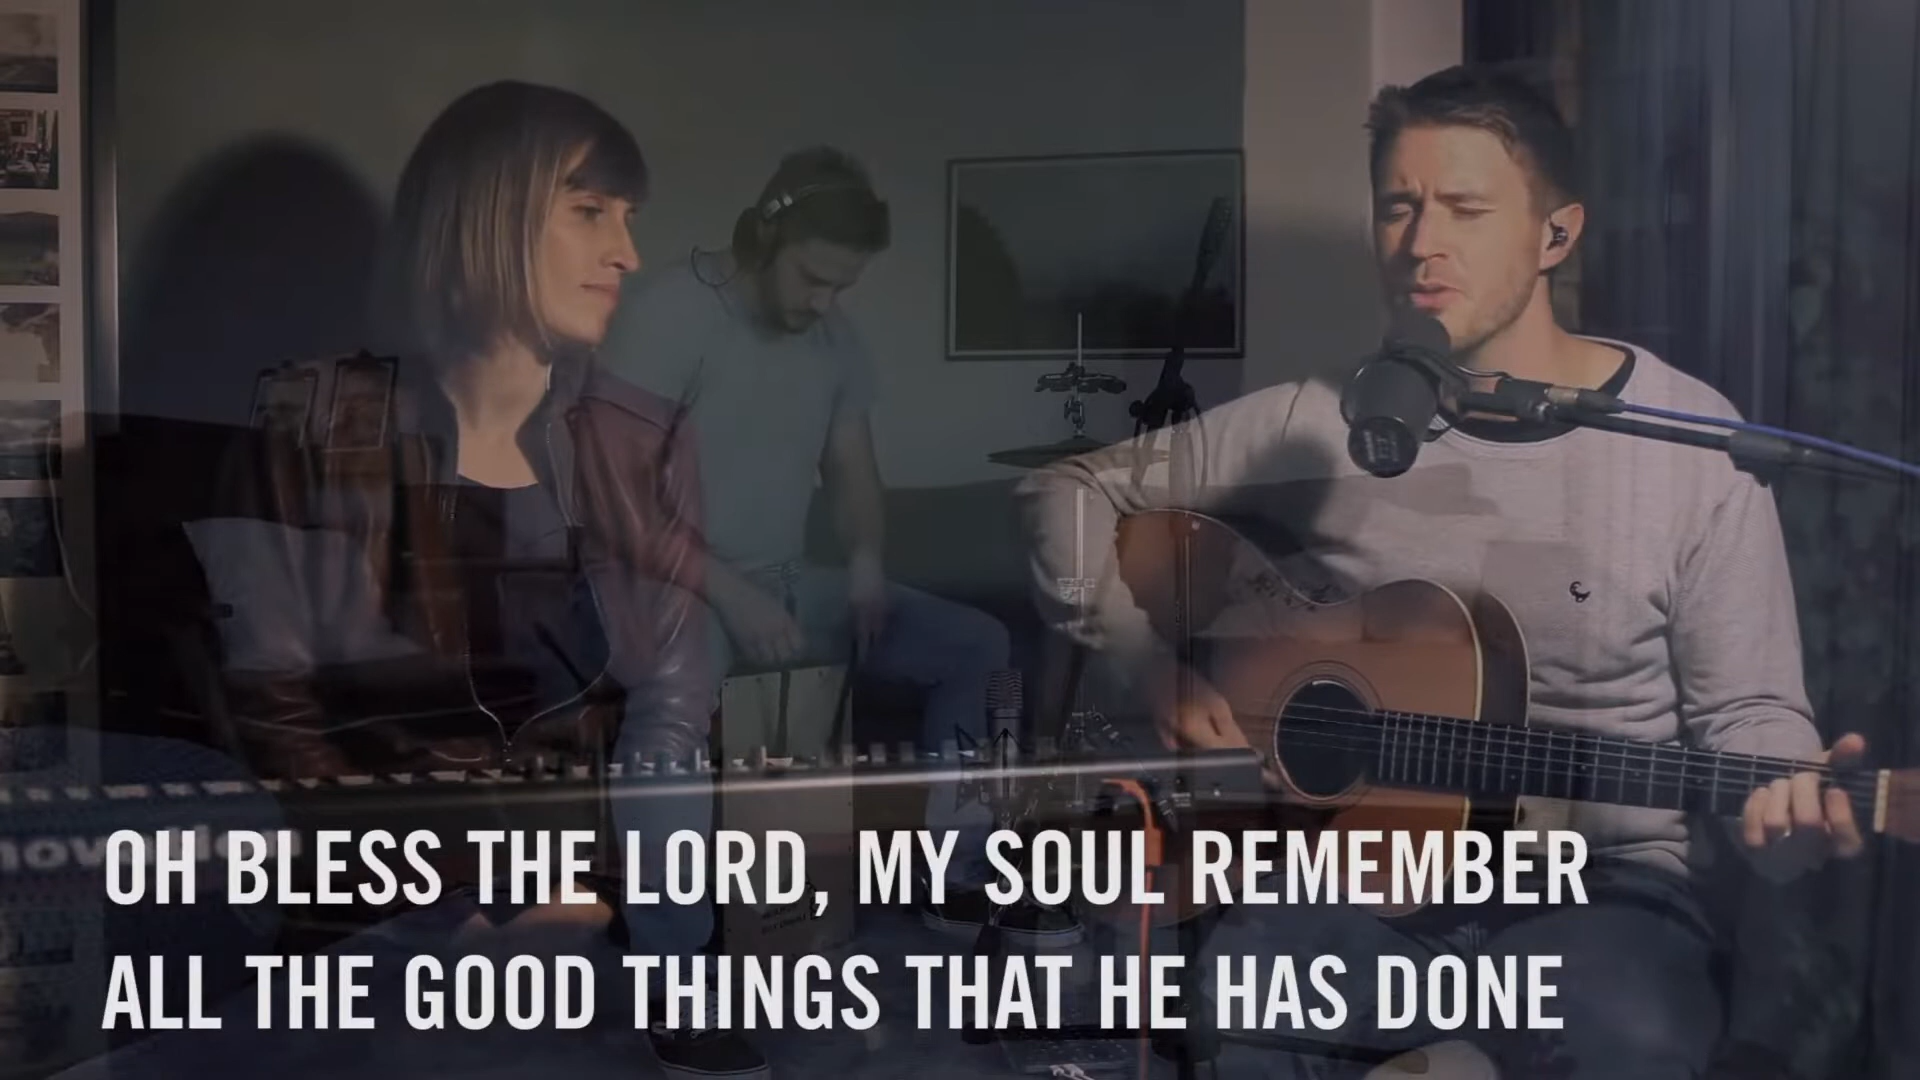 OH BLESS THE LORD, MY SOUL REMEMBER
ALL THE GOOD THINGS THAT HE HAS DONE